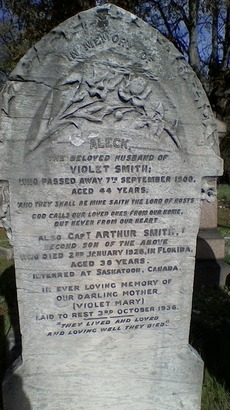 IN MEMORY OF
ALECK,
THE BELOVED HUSBAND OF
VIOLET SMITH;
WHO PASSED AWAY 7TH SEPTEMBER 1900.
AGED 44 YEARS.
"AND THEY SHALL BE MINE SAITH THE LORD OF HOSTS
GOD CALLS OUR LOVED ONES FROM OUR HOME,
BUT NEVER FROM OUR HEART
ALSO CAPT ARTHUR SMITH,
SECOND SON OF THE ABOVE
WHO DIED 2ND JANUARY 1926, IN FLORIDA,
AGED 38 YEARS.
INTERRED AT SASKATOON, CANADA.
IN EVER LOVING MEMORY OF
OUR DARLING MOTHER
(VIOLET MARY)
LAID TO REST 3RD OCTOBER 1936.
"THEY LIVED AND LOVED
AND LOVING WELL THEY DIED."